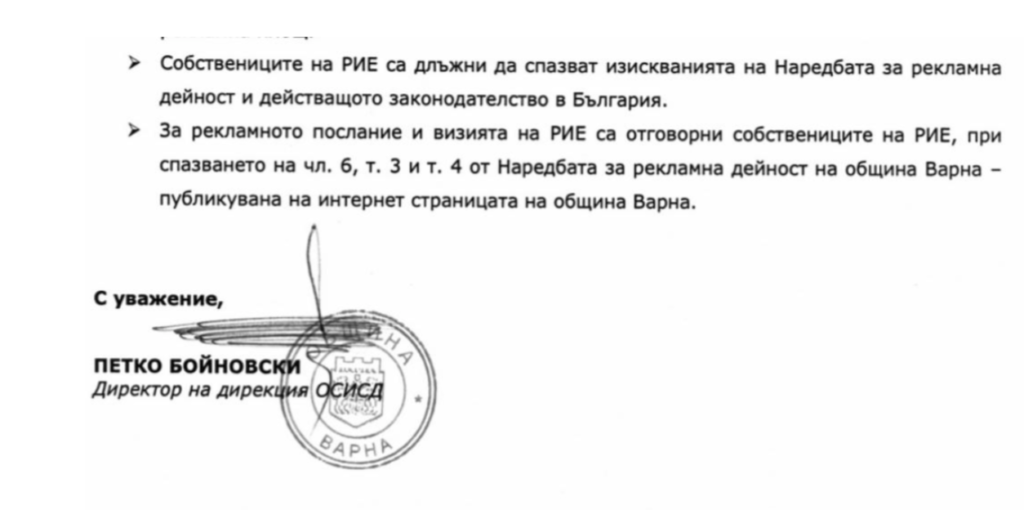 ➢ Собствениците на РИЕ са длъжни да спазват изискванията на Наредбата за рекламна
дейност и действащото законодателство в България.
➢ За рекламното послание и визията на РИЕ са отговорни собствениците на РИЕ, при
спазването на чл. 6, т. 3 и т. 4 от Наредбата за рекламна дейност на община Варна –
публикувана на интернет страницата на община Варна.
С уважение,
ПЕТКО БОЙНОВСКИ
Директор на дирекция ОСИСД
ОБЩИНА
ВАРНА